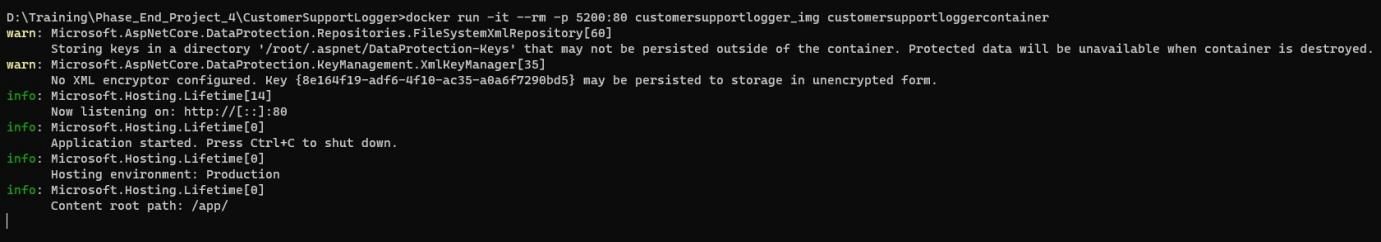 D:\Training\Phase_End_Project_4\CustomerSupportLogger>docker run -it --rm -p 5200:80 customersupportlogger_img customersupportloggercontainer
warn: Microsoft.AspNetCore.DataProtection.Repositories.FileSystemXmlRepository[60]
      Storing keys in a directory '/root/.aspnet/DataProtection-Keys' that may not be persisted outside of the container. Protected data will be unavailable when container is destroyed.
warn: Microsoft.AspNetCore.DataProtection.KeyManagement.XmlKeyManager[35]
      No XML encryptor configured. Key {8e164f19-adf6-4f10-ac35-a0a6f7290bd5} may be persisted to storage in unencrypted form.
info: Microsoft.Hosting.Lifetime[14]
      Now listening on: http://[::]:80
info: Microsoft.Hosting.Lifetime[0]
      Application started. Press Ctrl+C to shut down.
info: Microsoft.Hosting.Lifetime[0]
      Hosting environment: Production
info: Microsoft.Hosting.Lifetime[0]
      Content root path: /app/